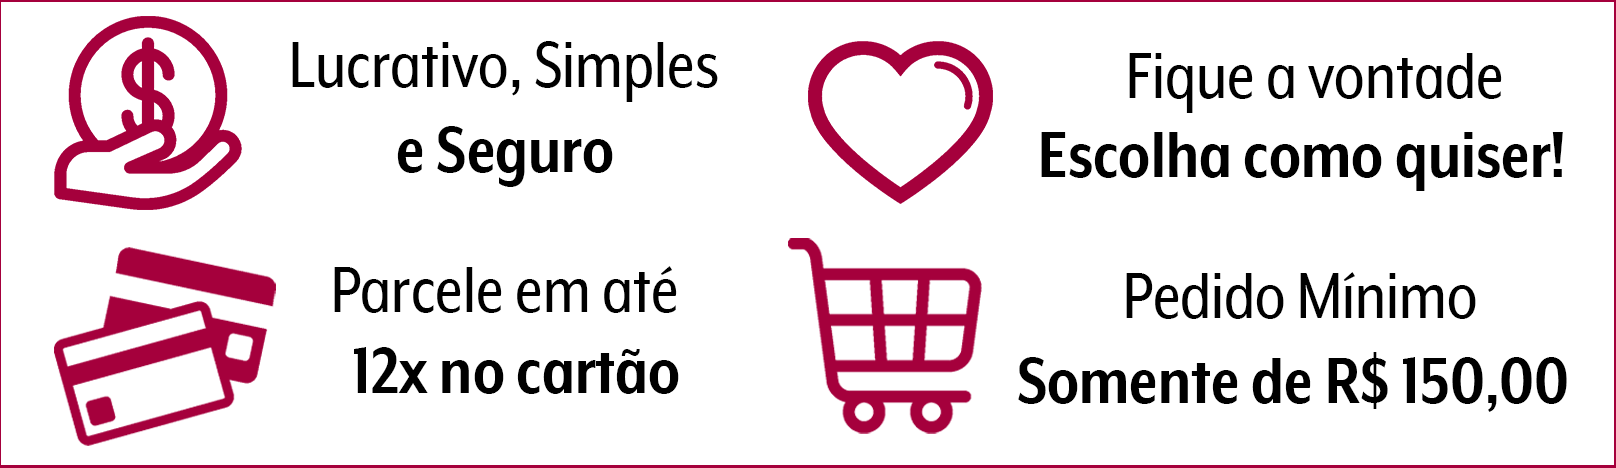 Lucrativo, Simples
e Seguro
Fique a vontade
Escolha como quiser!
Parcele em até
12x no cartão
Pedido Mínimo
Somente de R$ 150,00